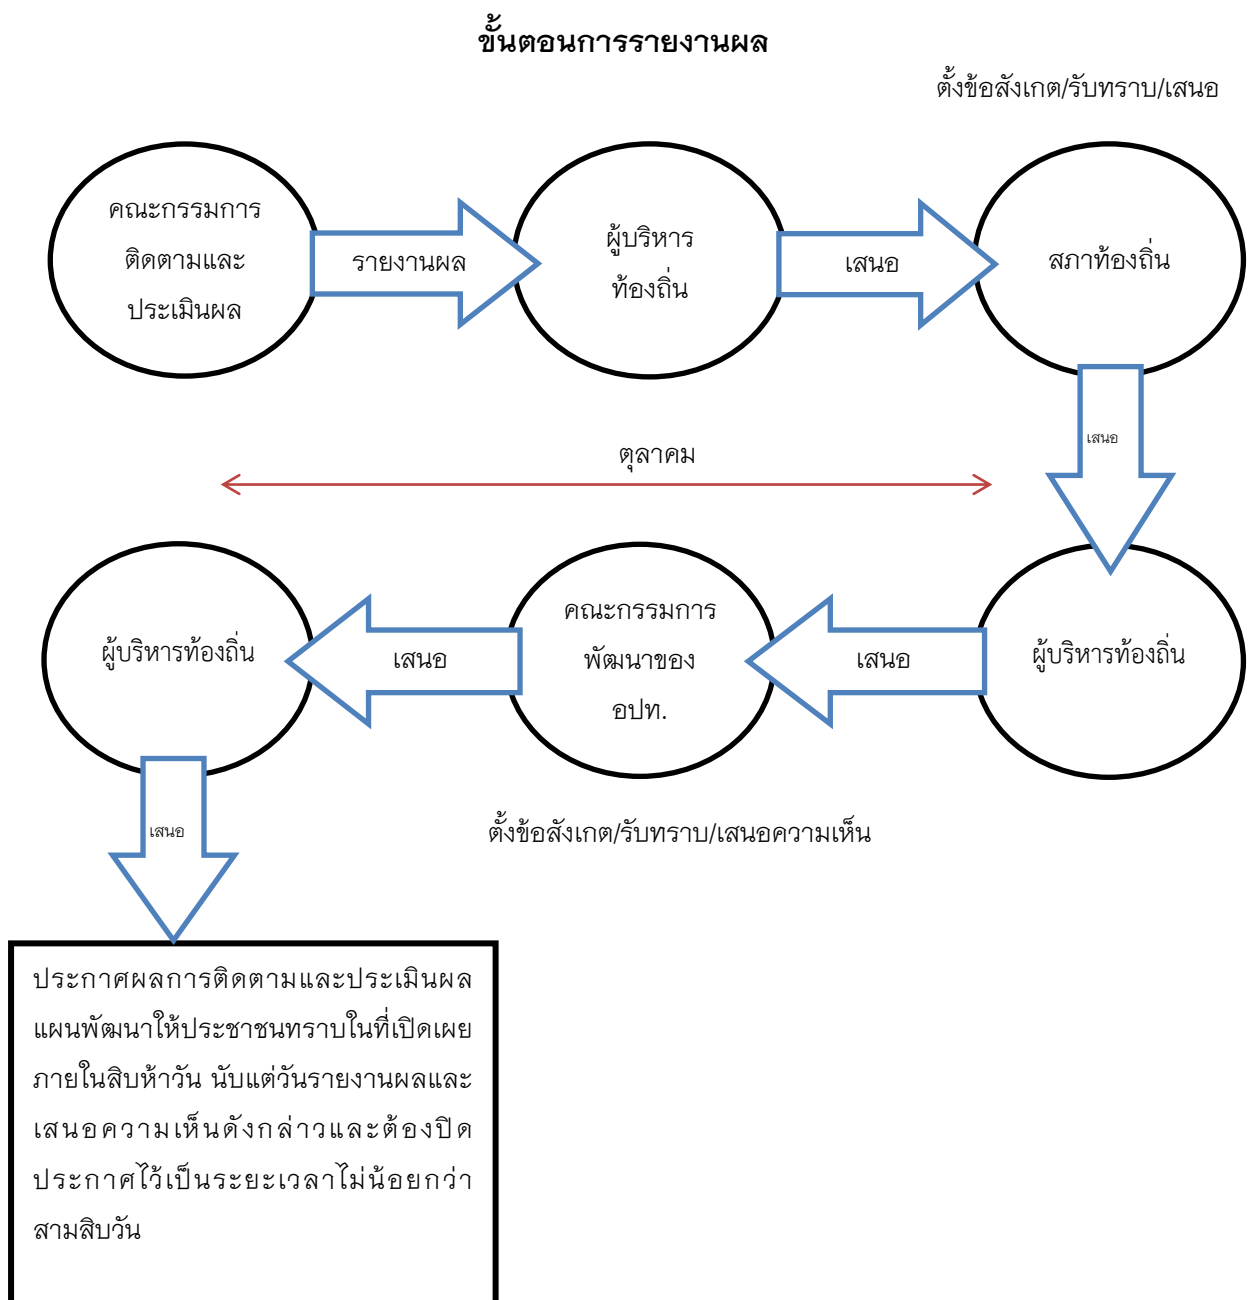 ขั้นตอนการรายงานผล
ตั้งข้อสังเกต/รับทราบ/เสนอ
คณะกรรมการ
ติดตามและ
ประเมินผล
รายงานผล
ผู้บริหาร
ท้องถิ่น
เสนอ
สภาท้องถิ่น
เสนอ
ตุลาคม
ผู้บริหารท้องถิ่น
เสนอ
คณะกรรมการ
พัฒนาของ
อปท.
เสนอ
ผู้บริหารท้องถิ่น
ตั้งข้อสังเกต/รับทราบ/เสนอความเห็น
เสนอ
ประกาศผลการติดตามและประเมินผล
แผนพัฒนาให้ประชาชนทราบในที่เปิดเผย
ภายในสิบห้าวัน นับแต่วันรายงานผลและ
เสนอความเห็นดังกล่าวและต้องปิด
ประกาศไว้เป็นระยะเวลาไม่น้อยกว่า
สามสิบวัน